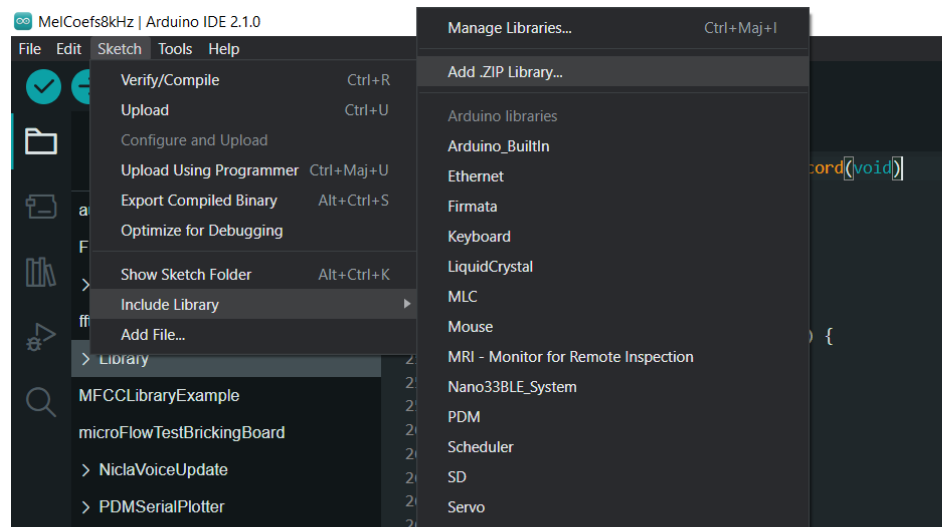 MelCoefs8kHz | Arduino IDE 2.1.0
File Edit Sketch Tools Help
Verify/Compile Ctrl+R
Upload Ctrl+U
Configure and Upload
Upload Using Programmer Ctrl+Maj+U
Export Compiled Binary Alt+Ctrl+S
Optimize for Debugging
Show Sketch Folder Alt+Ctrl+K
Include Library
Add File...
Library
MFCCLibraryExample
microFlowTestBrickingBoard
NiclaVoiceUpdate
PDMSerialPlotter
Manage Libraries... Ctrl+Maj+I
Add .ZIP Library...
Arduino libraries
Arduino_BuiltIn
Ethernet
Firmata
Keyboard
LiquidCrystal
MLC
Mouse
MRI - Monitor for Remote Inspection
Nano33BLE_System
PDM
Scheduler
SD
Servo
cord(void)
) {